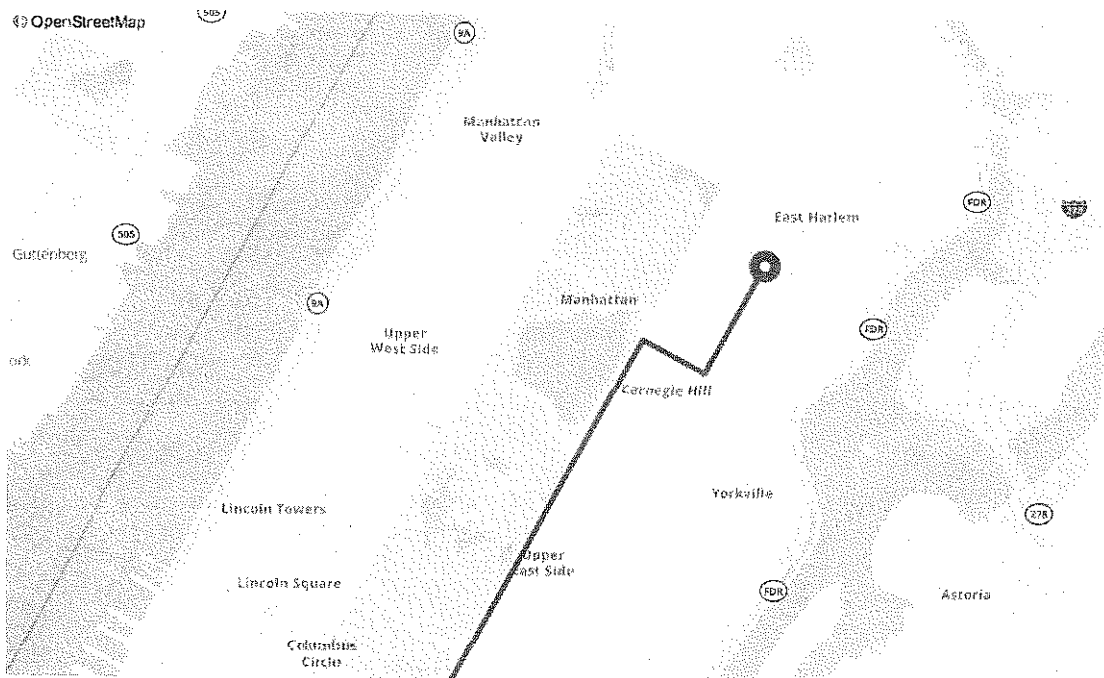 © OpenStreetMap
505
9A
Manhattan
Valley
East Harlem
FDR
505
Guttenberg
9A
Manhattan
FDR
Upper
West Side
Carnegie Hill
Yorkville
Lincoln Towers
278
Upper
East Side
Lincoln Square
FDR
Astoria
Columbus
Circle